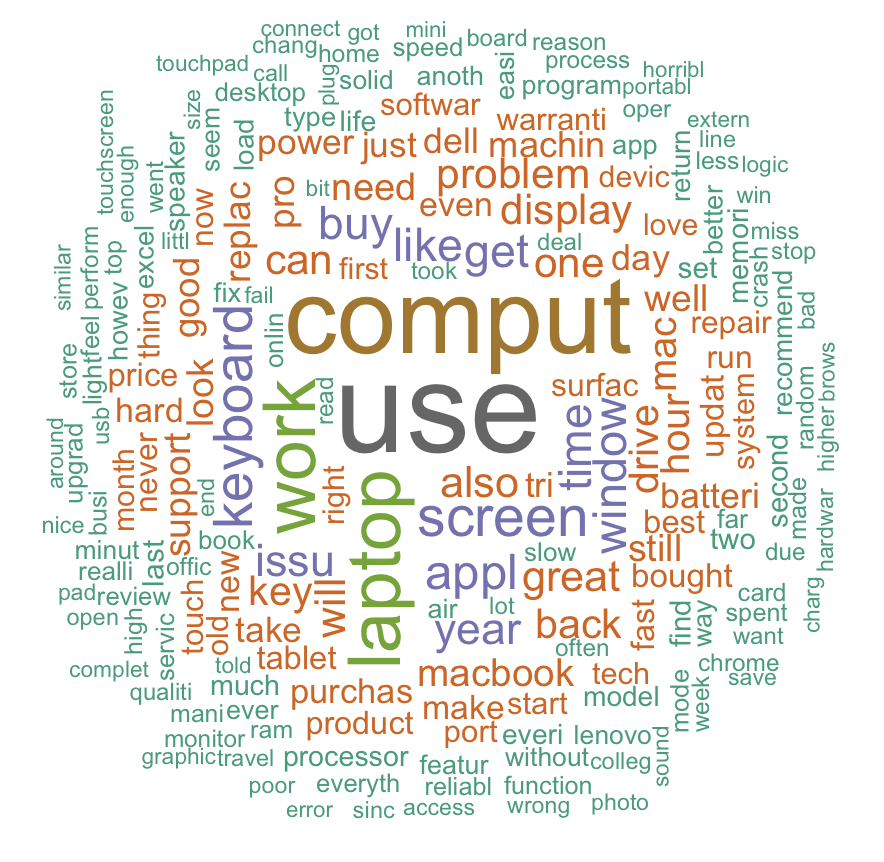 connect
got
mini
board
reason
chang
home
speed
process
touchpad
call
plug
solid
anoth
easi
program
portabl
horribl
desktop
size
softwar
oper
type
life
warranti
extern
touchscreen
seem
load
power
just
dell
machin
app
line
return
less
logic
enough
went
speaker
bit
need
problem
devic
win
now
replac
pro
even
display
better
memori
love
miss
littl
buy
like
get
deal
one
day
stop
similar
perform
top
excel
good
can
first
took
set
crash
bad
feel
howev
thing
fix
fail
comput
well
recommend
store
light
price
look
keyboard
onlin
mac
repair
run
random
brows
usb
hard
work
read
use
surfac
updat
system
higher
around
upgrad
month
never
support
right
time
window
drive
hour
second
busi
end
laptop
also
tri
batteri
made
hardwar
nice
screen
best
far
two
due
minut
last
book
issu
slow
still
realli
offic
new
key
appl
great
bought
charg
pad
review
touch
old
will
air
lot
card
open
high
servic
take
year
back
fast
find
way
spent
want
complet
told
tablet
often
chrome
qualiti
much
macbook
tech
mode
week
save
mani
ever
purchas
make
start
model
monitor
ram
product
port
everi
lenovo
graphic
travel
processor
featur
without
colleg
sound
poor
everyth
reliabl
function
error
sinc
access
wrong
photo